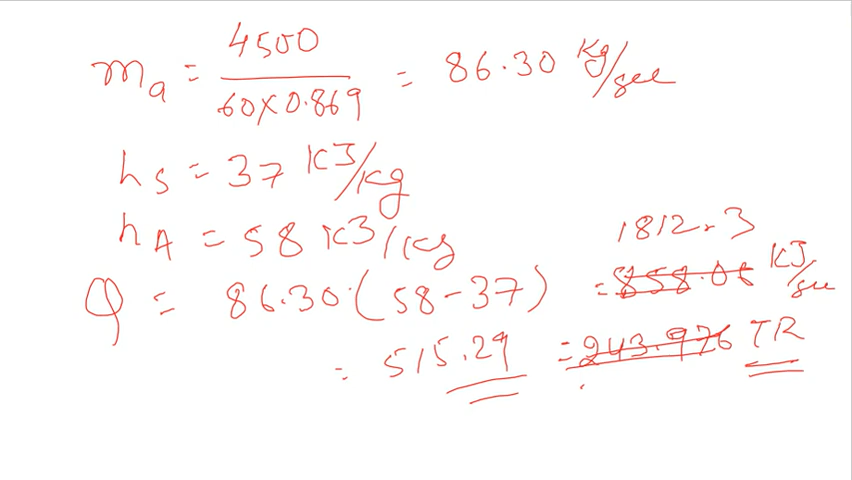 ma = 4500 / 60×0.869 = 86.30 Kg/sec
hs = 37 KJ/Kg
hA = 58 KJ/Kg
1812.3
Q = 86.30 (58-37) = 858.06 KJ/sec
= 515.29 = 243.976 TR